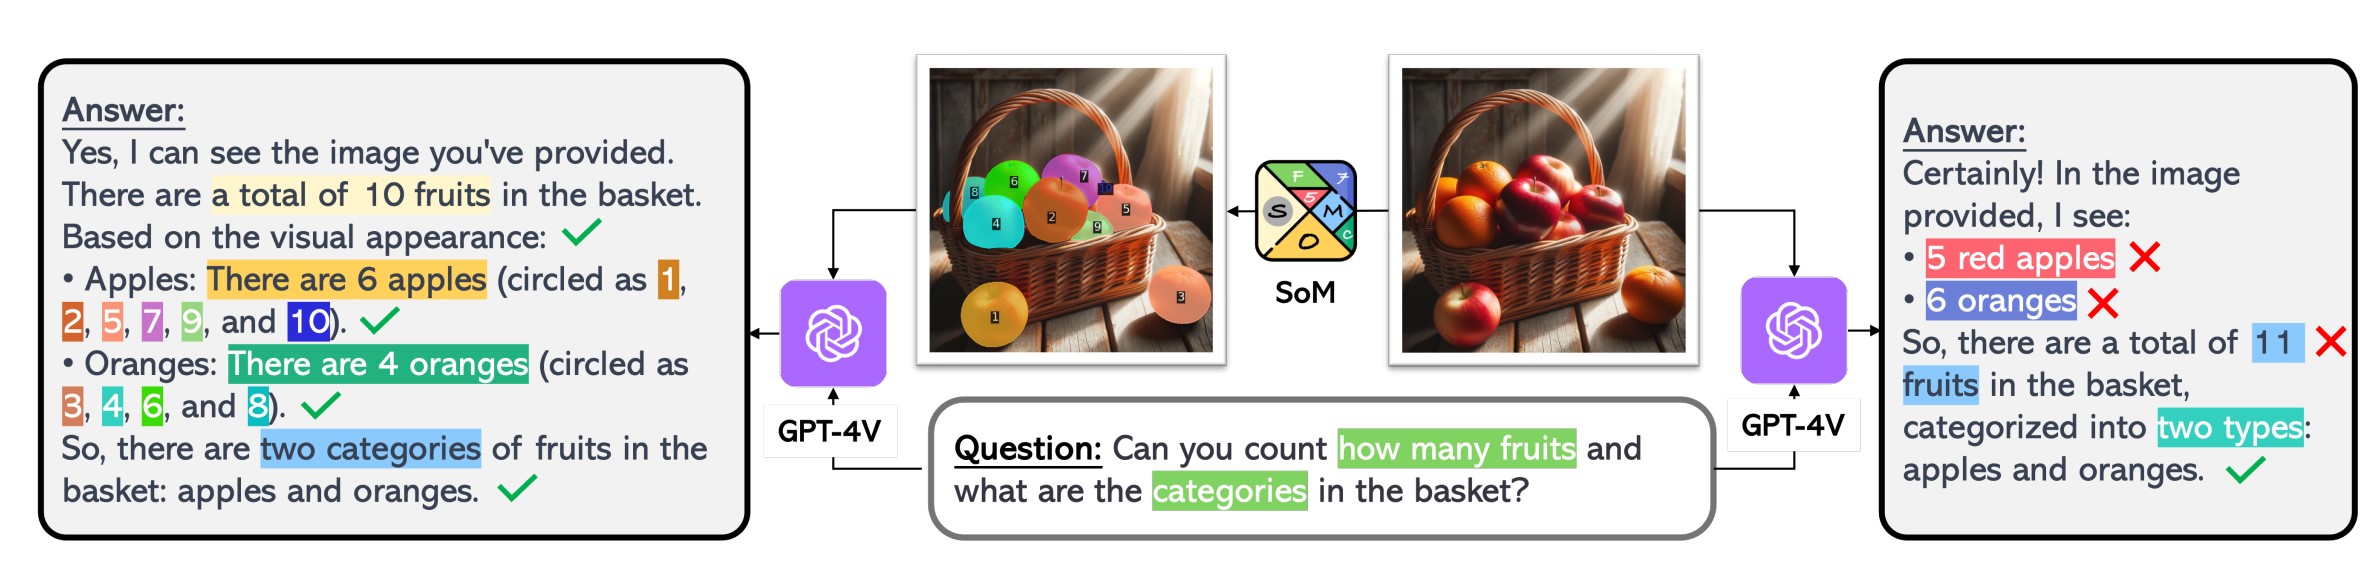 Answer:
Yes, I can see the image you've provided.
There are a total of 10 fruits in the basket.
Based on the visual appearance:
• Apples: There are 6 apples (circled as 1,
2, 5, 7, 9, and 10).
• Oranges: There are 4 oranges (circled as
3, 4, 6, and 8).
So, there are two categories of fruits in the
basket: apples and oranges.
GPT-4V
8
6
7
10
4
2
5
9
1
3
F
7
S
5
M
O
C
SoM
Question: Can you count how many fruits and
what are the categories in the basket?
GPT-4V
Answer:
Certainly! In the image
provided, I see:
• 5 red apples
• 6 oranges
So, there are a total of 11
fruits in the basket,
categorized into two types:
apples and oranges.